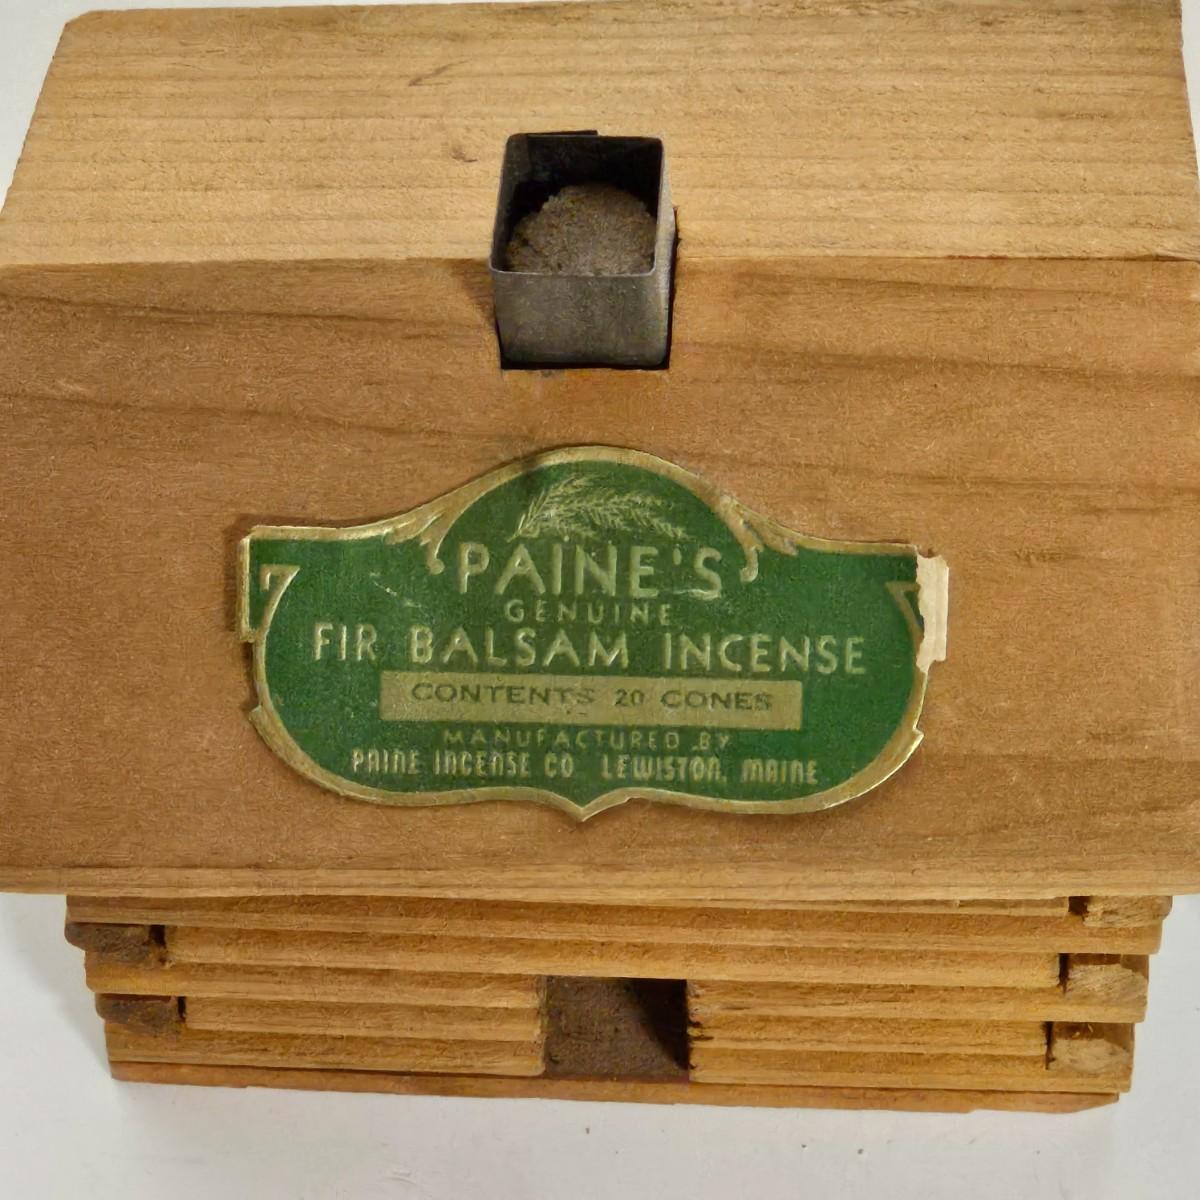 PAINE'S
GENUINE
FIR BALSAM INCENSE
CONTENTS 20 CONES
MANUFACTURED BY
PAINE INCENSE CO. LEWISTON, MAINE